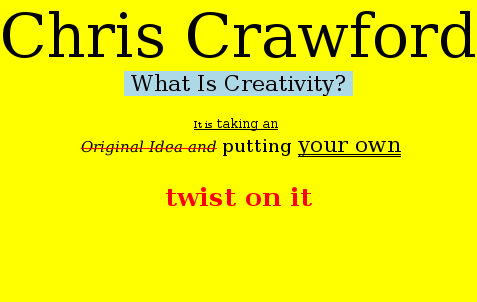 Chris Crawford
What Is Creativity?
It is taking an
Original Idea and putting your own
twist on it